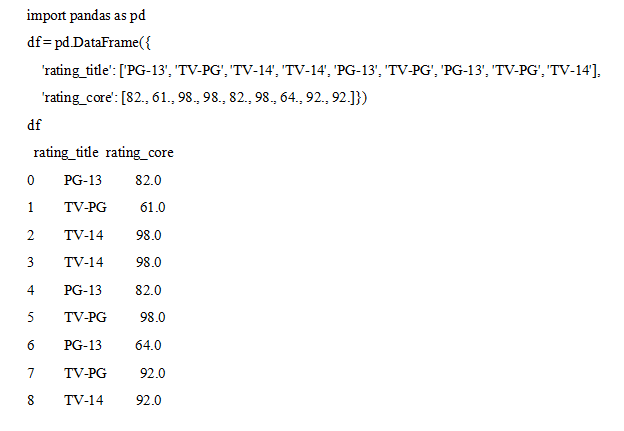 import pandas as pd
df = pd.DataFrame({
'rating_title': ['PG-13', 'TV-PG', 'TV-14', 'TV-14', 'PG-13', 'TV-PG', 'PG-13', 'TV-PG', 'TV-14'],
'rating_core': [82., 61., 98., 98., 82., 98., 64., 92., 92.]})
df
rating_title rating_core
0 PG-13 82.0
1 TV-PG 61.0
2 TV-14 98.0
3 TV-14 98.0
4 PG-13 82.0
5 TV-PG 98.0
6 PG-13 64.0
7 TV-PG 92.0
8 TV-14 92.0